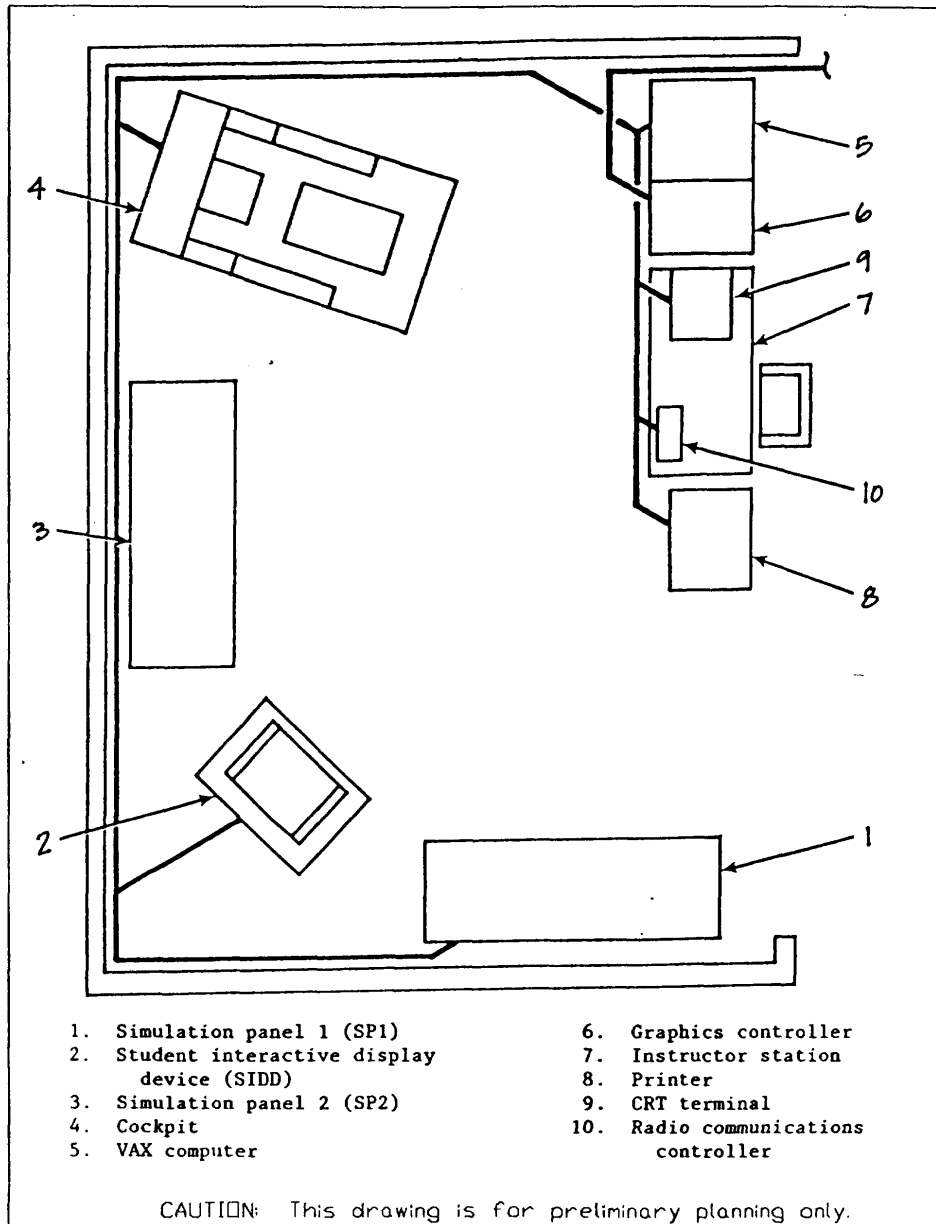 4
5
6
9
7
3
10
8
2
1
1. Simulation panel 1 (SP1)
2. Student interactive display
device (SIDD)
3. Simulation panel 2 (SP2)
4. Cockpit
5. VAX computer
6. Graphics controller
7. Instructor station
8. Printer
9. CRT terminal
10. Radio communications
controller
CAUTION: This drawing is for preliminary planning only.